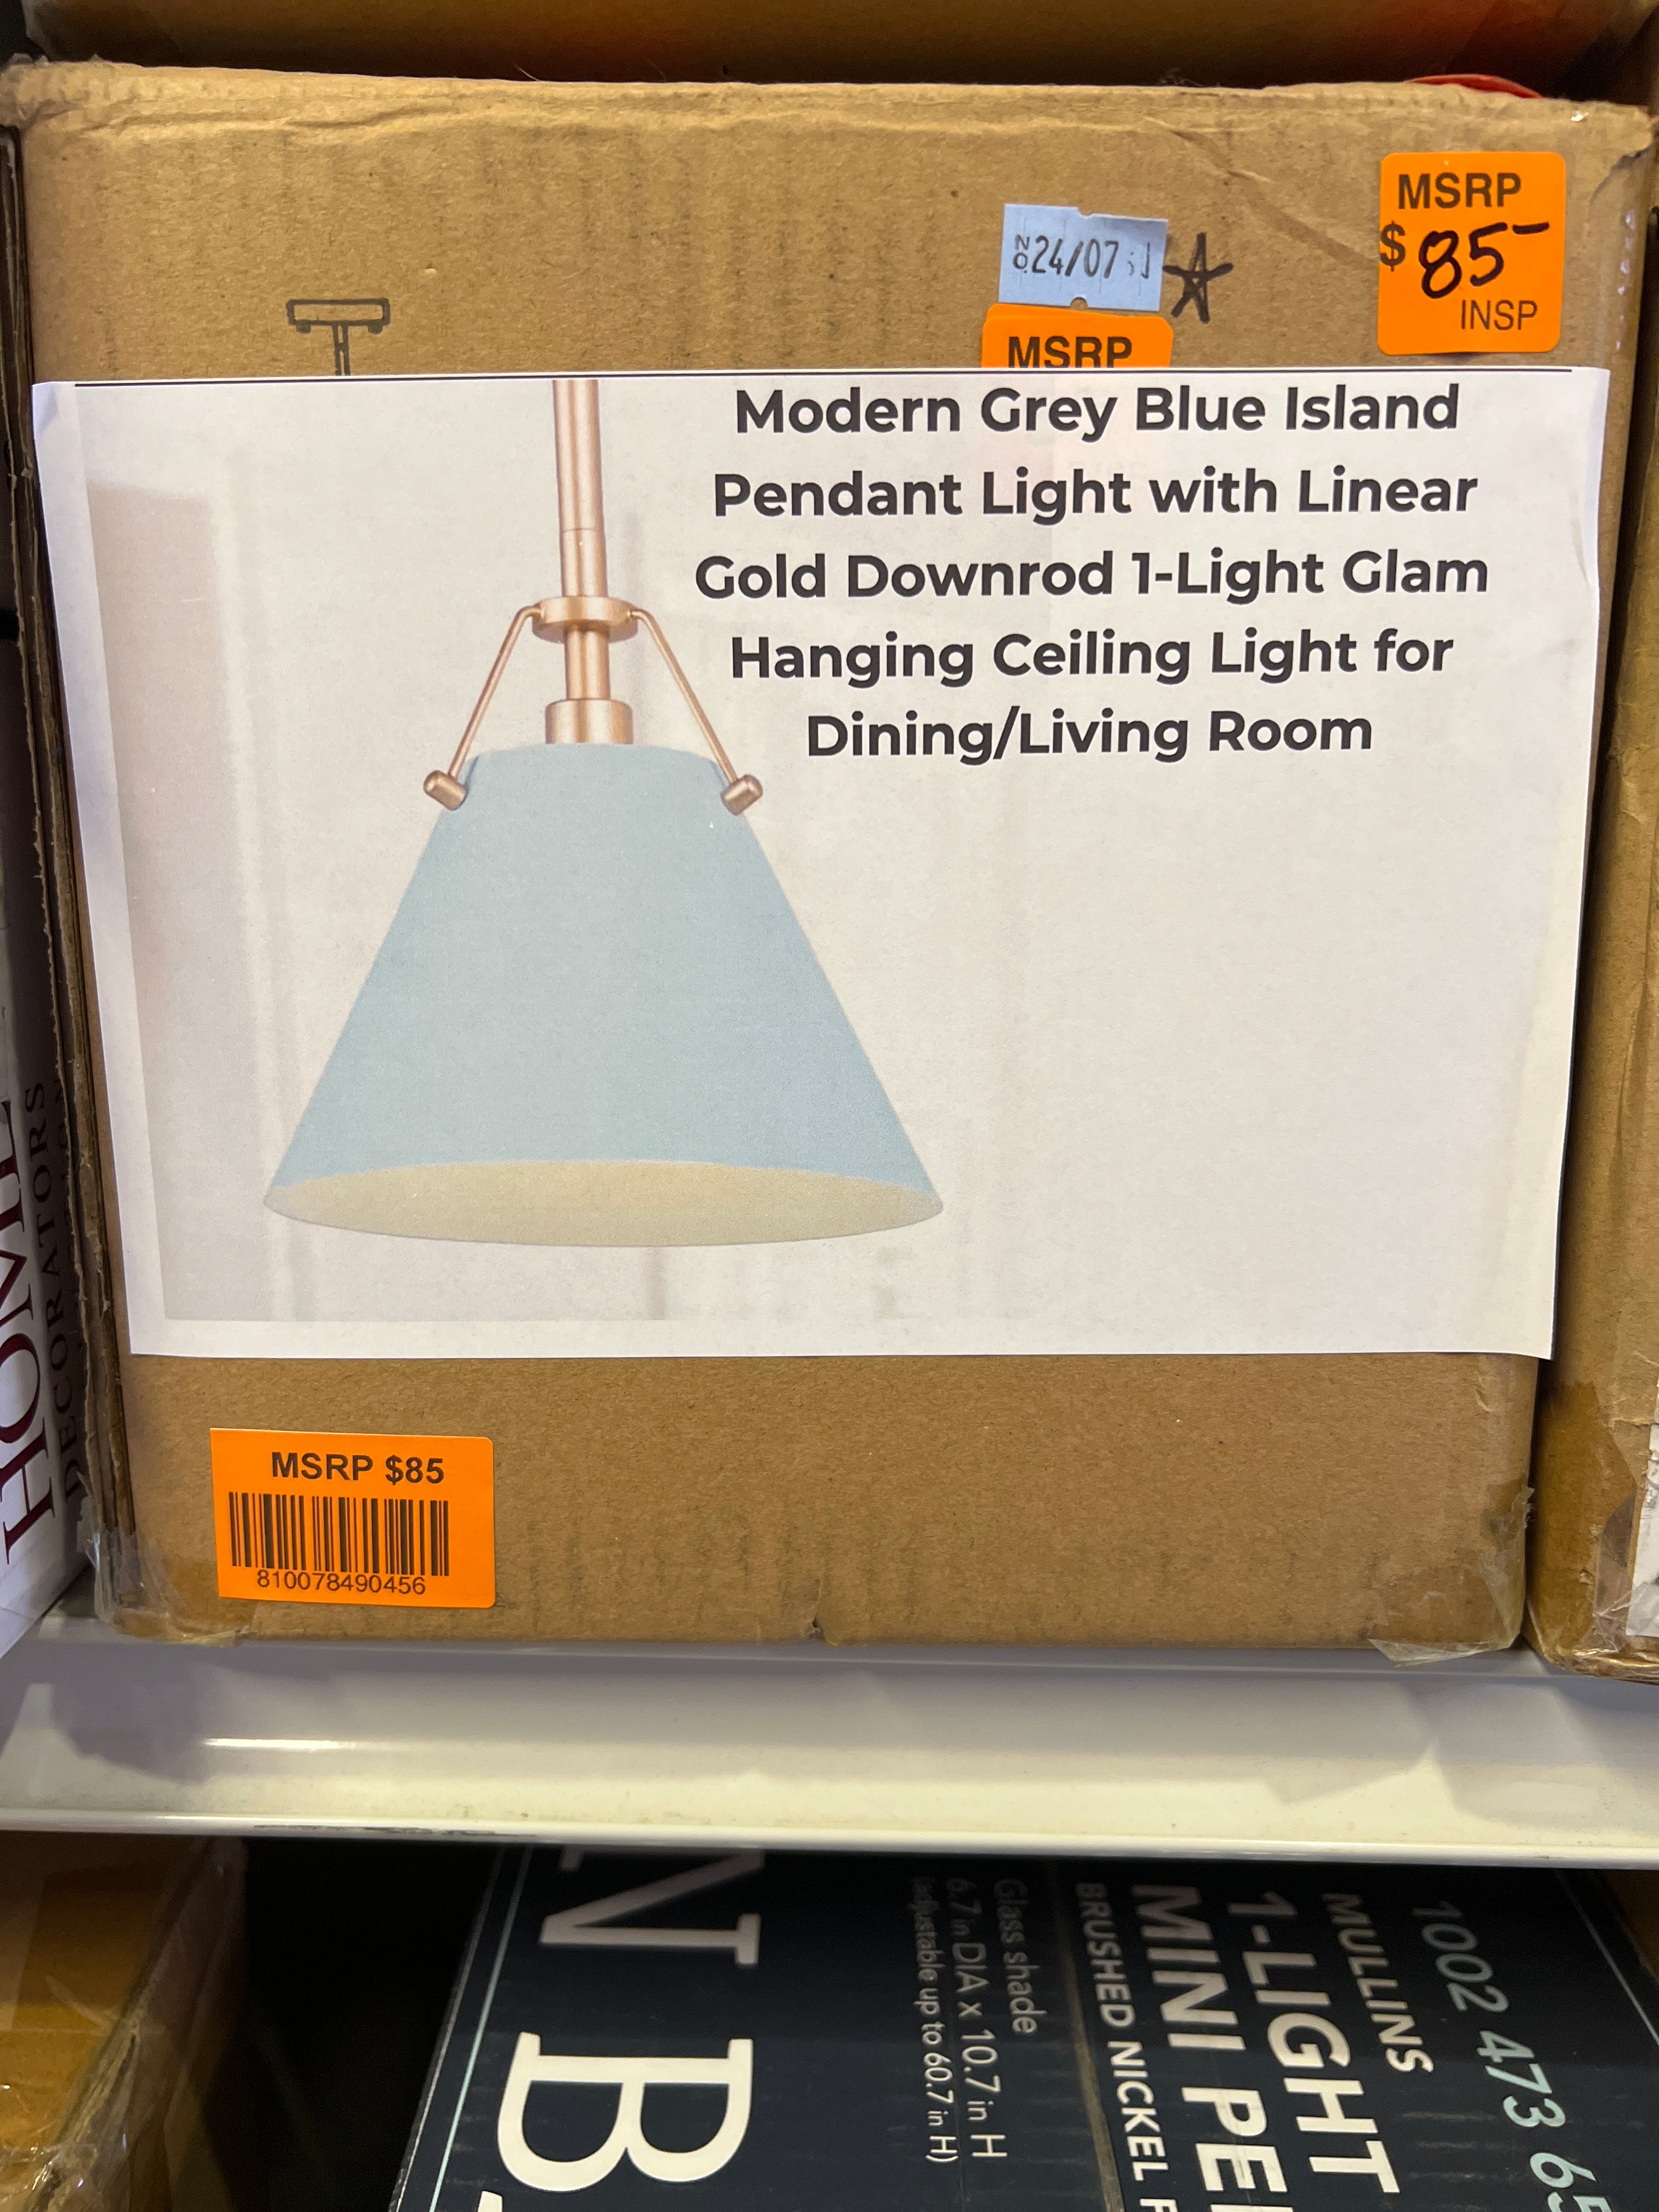 MSRP
$85-
INSP
NO.
24/07
MSRP
Modern Grey Blue Island
Pendant Light with Linear
Gold Downrod 1-Light Glam
Hanging Ceiling Light for
Dining/Living Room
MSRP $85
810078490456
HOME
DECORATORS
1002 473 65
MULLINS
1-LIGHT
MINI PE
BRUSHED NICKEL F
Glass shade
6.7 in DIA x 10.7 in H
(adjustable up to 60.7 in H)
N B